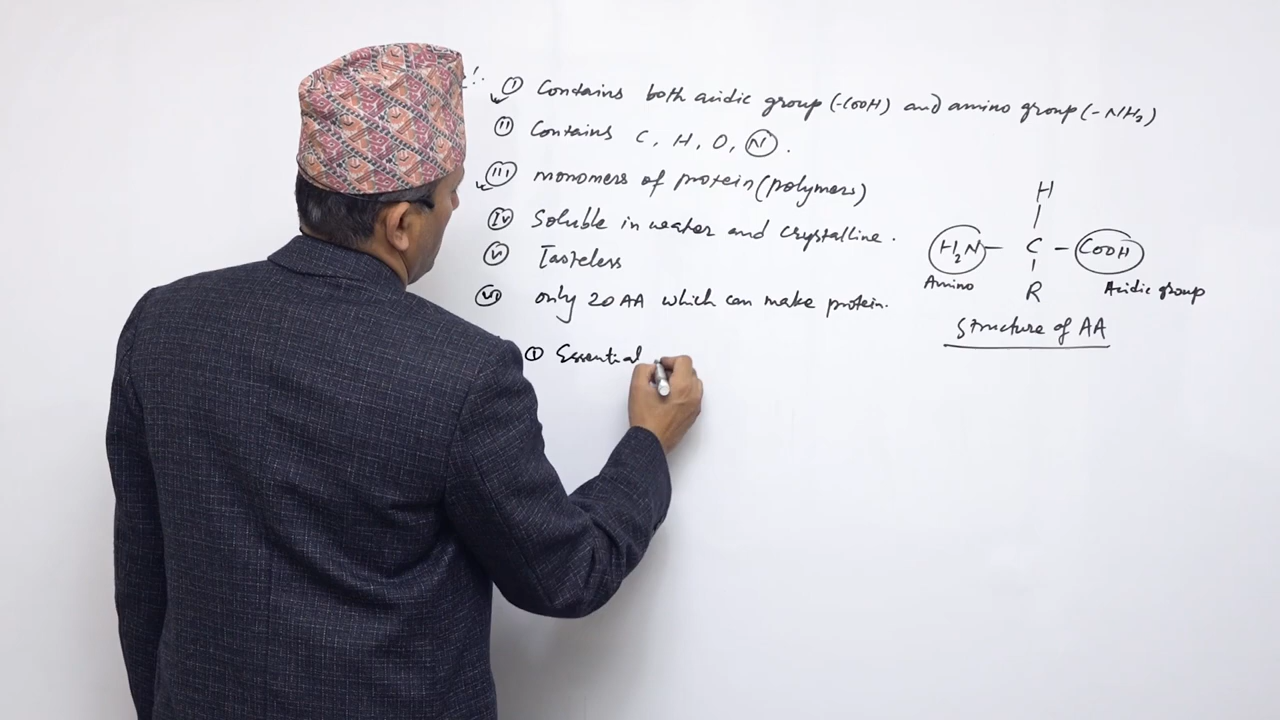 (I) Contains both acidic group (-COOH) and amino group (-NH2)
(II) Contains C, H, O, N.
(III) monomers of protein (polymers)
(IV) Soluble in water and crystalline.
(V) Tasteless
(VI) only 20 AA which can make protein.
(I) Essential
H
H2N - C - COOH
Amino
R
Acidic group
Structure of AA